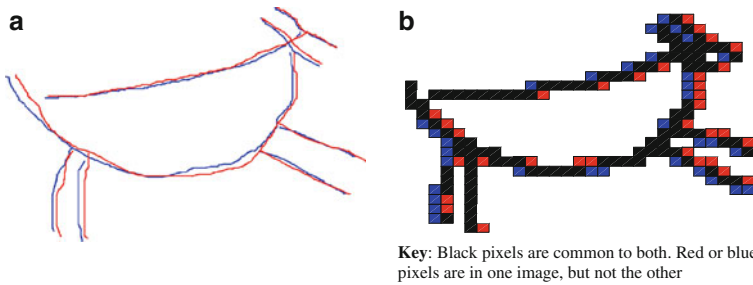 a
b
Key: Black pixels are common to both. Red or blue
pixels are in one image, but not the other